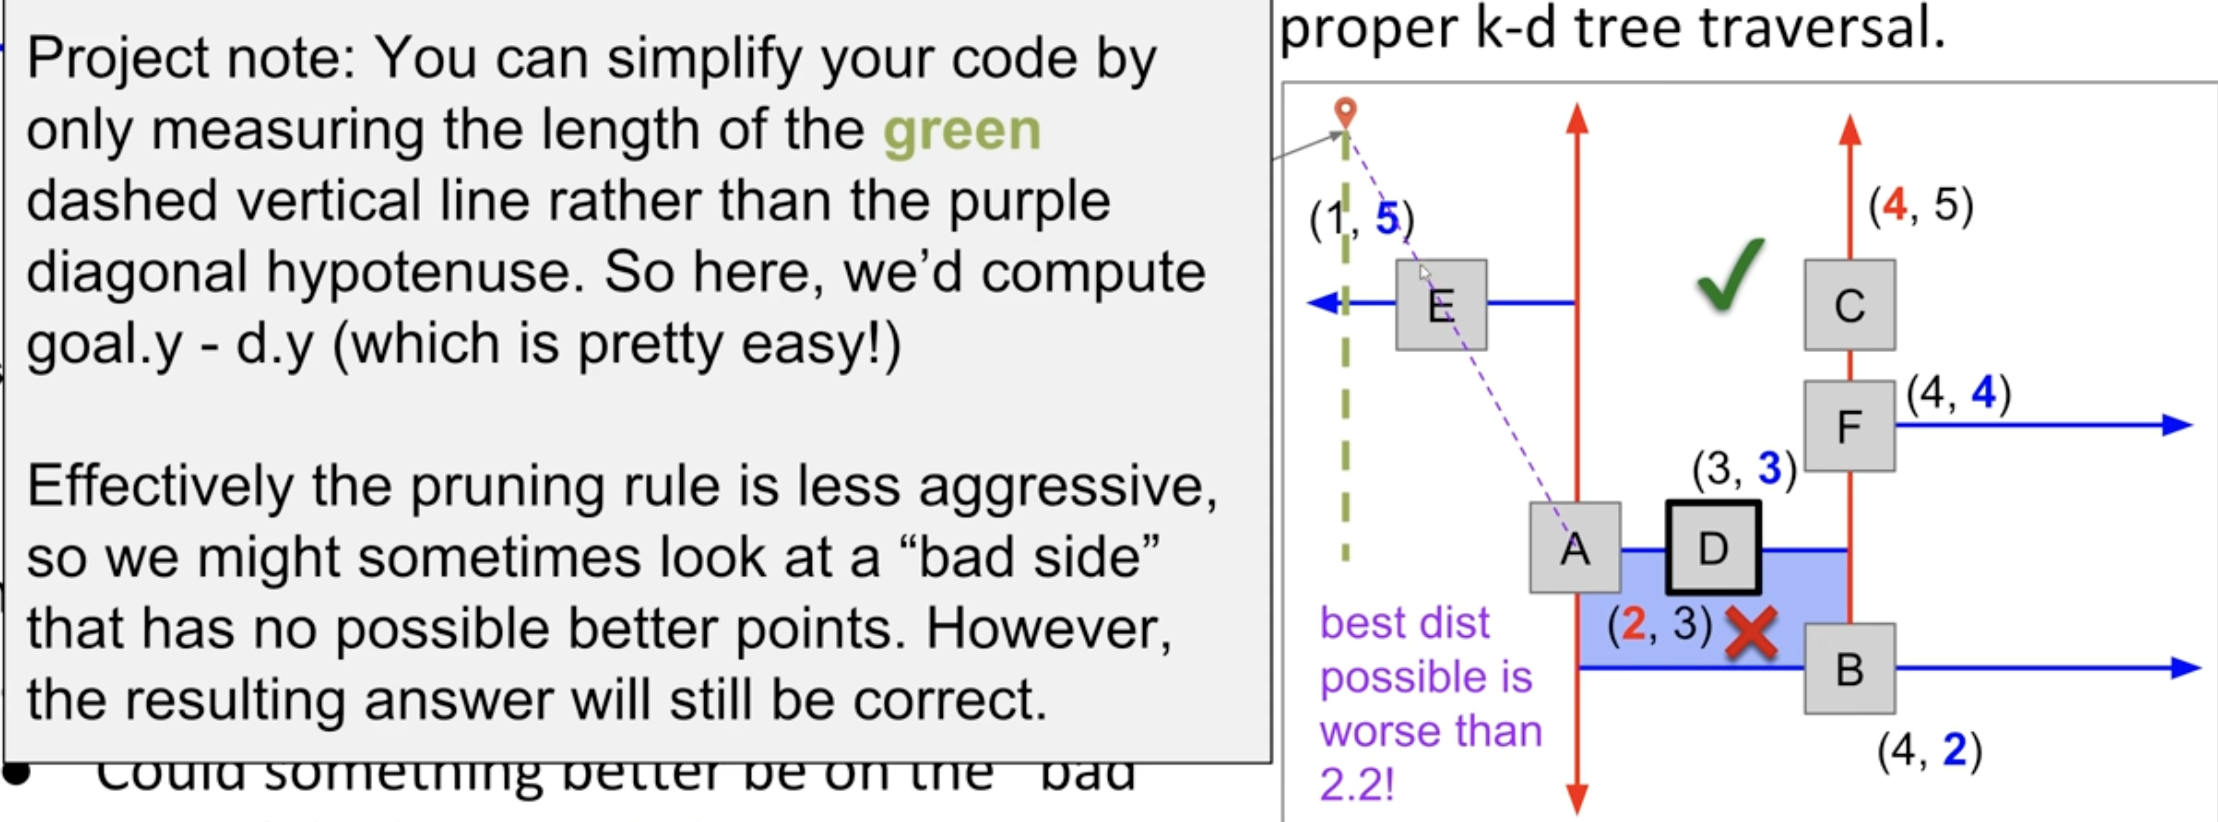 Project note: You can simplify your code by
only measuring the length of the green
dashed vertical line rather than the purple
diagonal hypotenuse. So here, we’d compute
goal.y - d.y (which is pretty easy!)
Effectively the pruning rule is less aggressive,
so we might sometimes look at a “bad side”
that has no possible better points. However,
the resulting answer will still be correct.
● Could something better be on the “bad
proper k-d tree traversal.
(1, 5)
(4, 5)
E
C
(4, 4)
F
(3, 3)
A
D
(2, 3)
B
(4, 2)
best dist
possible is
worse than
2.2!